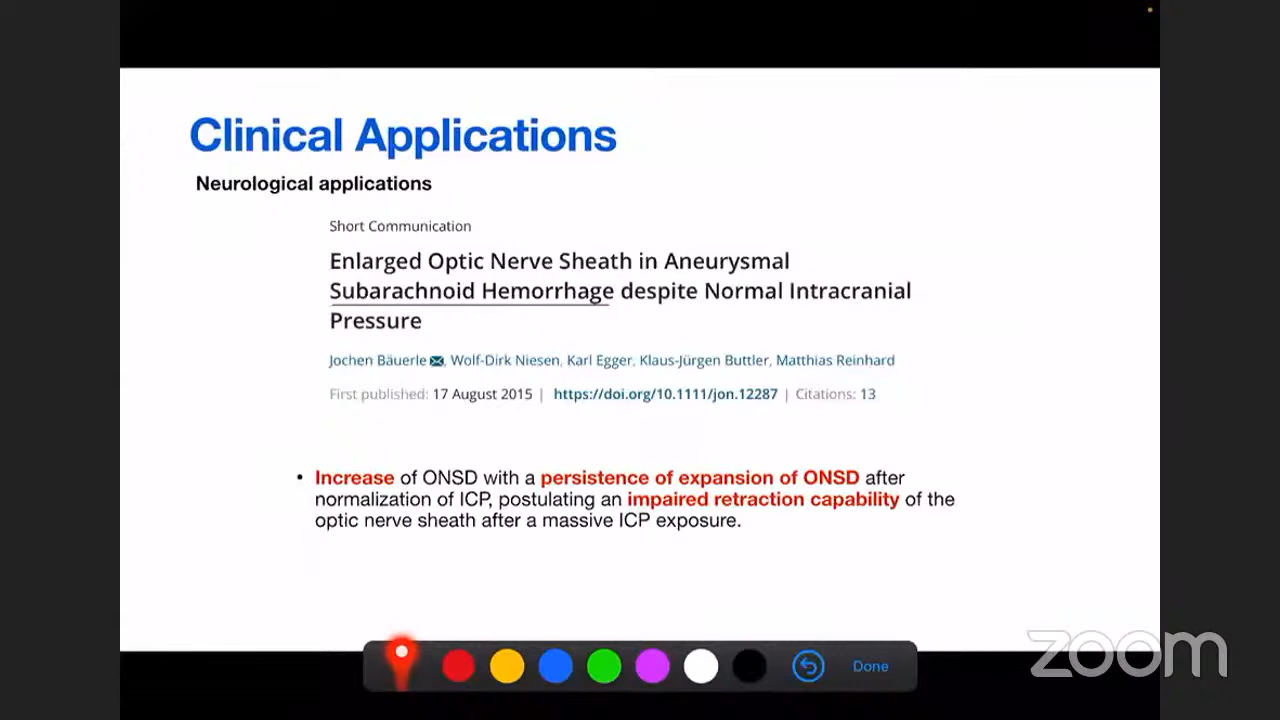 Clinical Applications
Neurological applications
Short Communication
Enlarged Optic Nerve Sheath in Aneurysmal
Subarachnoid Hemorrhage despite Normal Intracranial
Pressure
Jochen Bäuerle, Wolf-Dirk Niesen, Karl Egger, Klaus-Jürgen Buttler, Matthias Reinhard
First published: 17 August 2015 | https://doi.org/10.1111/jon.12287 | Citations: 13
• Increase of ONSD with a persistence of expansion of ONSD after
normalization of ICP, postulating an impaired retraction capability of the
optic nerve sheath after a massive ICP exposure.
Done
zoom